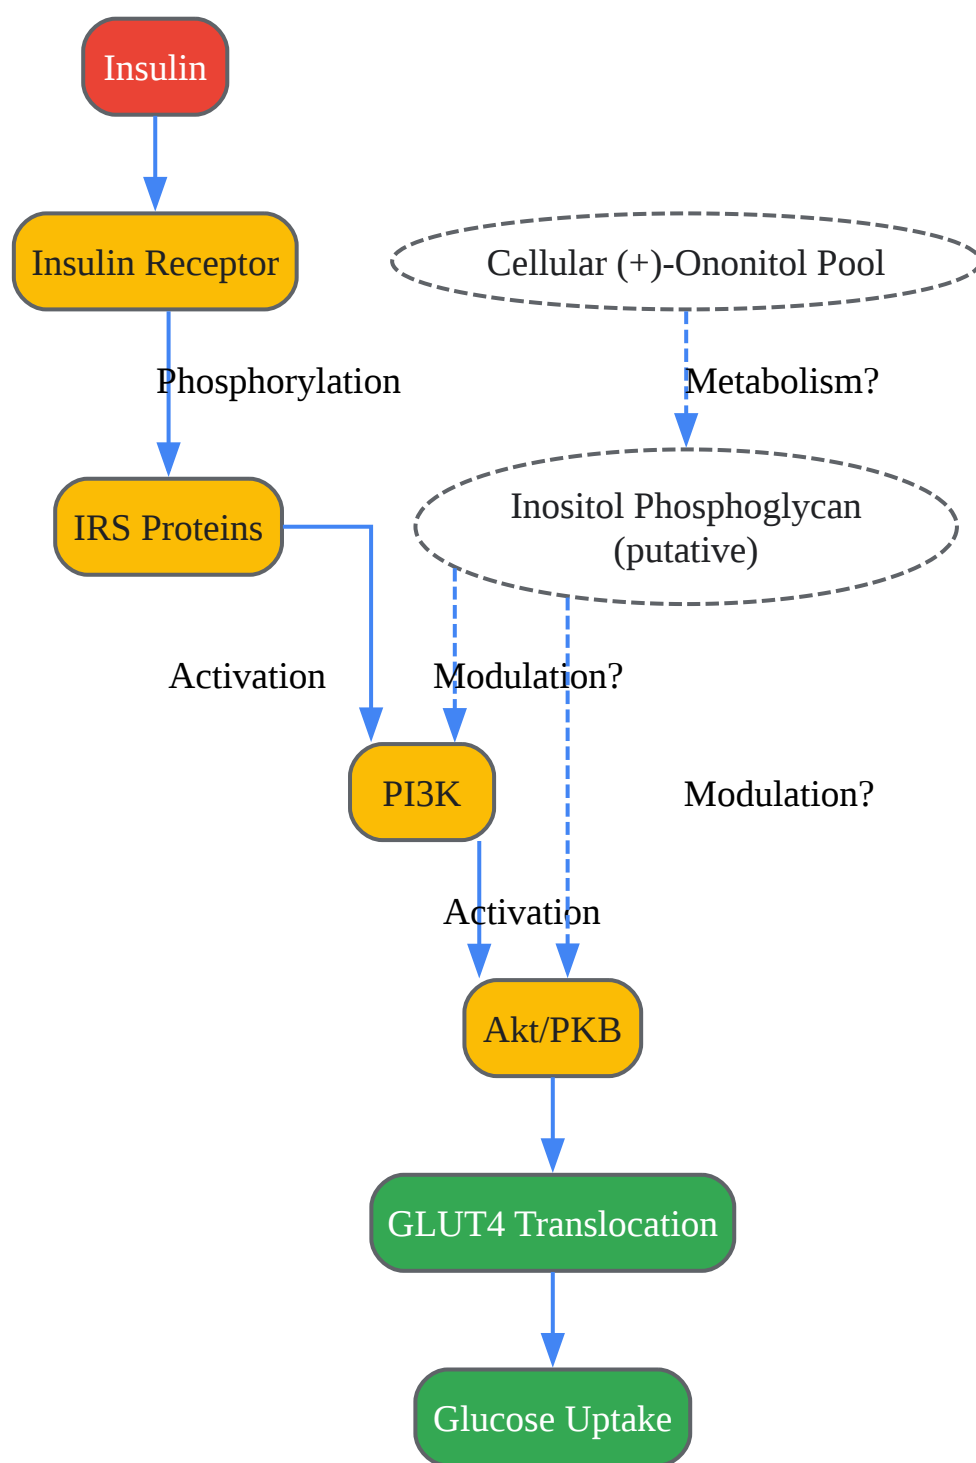 Insulin
Insulin Receptor
Cellular (+)-Ononitol Pool
Phosphorylation
Metabolism?
IRS Proteins
Inositol Phosphoglycan
(putative)
Activation
Modulation?
PI3K
Modulation?
Activation
Akt/PKB
GLUT4 Translocation
Glucose Uptake